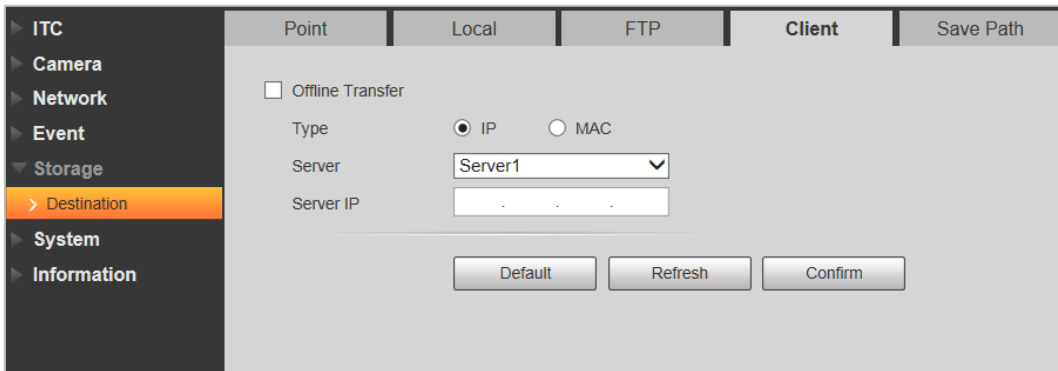 ITC
Camera
Network
Event
Storage
Destination
System
Information
Point Local FTP Client Save Path
Offline Transfer
Type IP MAC
Server Server1
Server IP . . .
Default Refresh Confirm